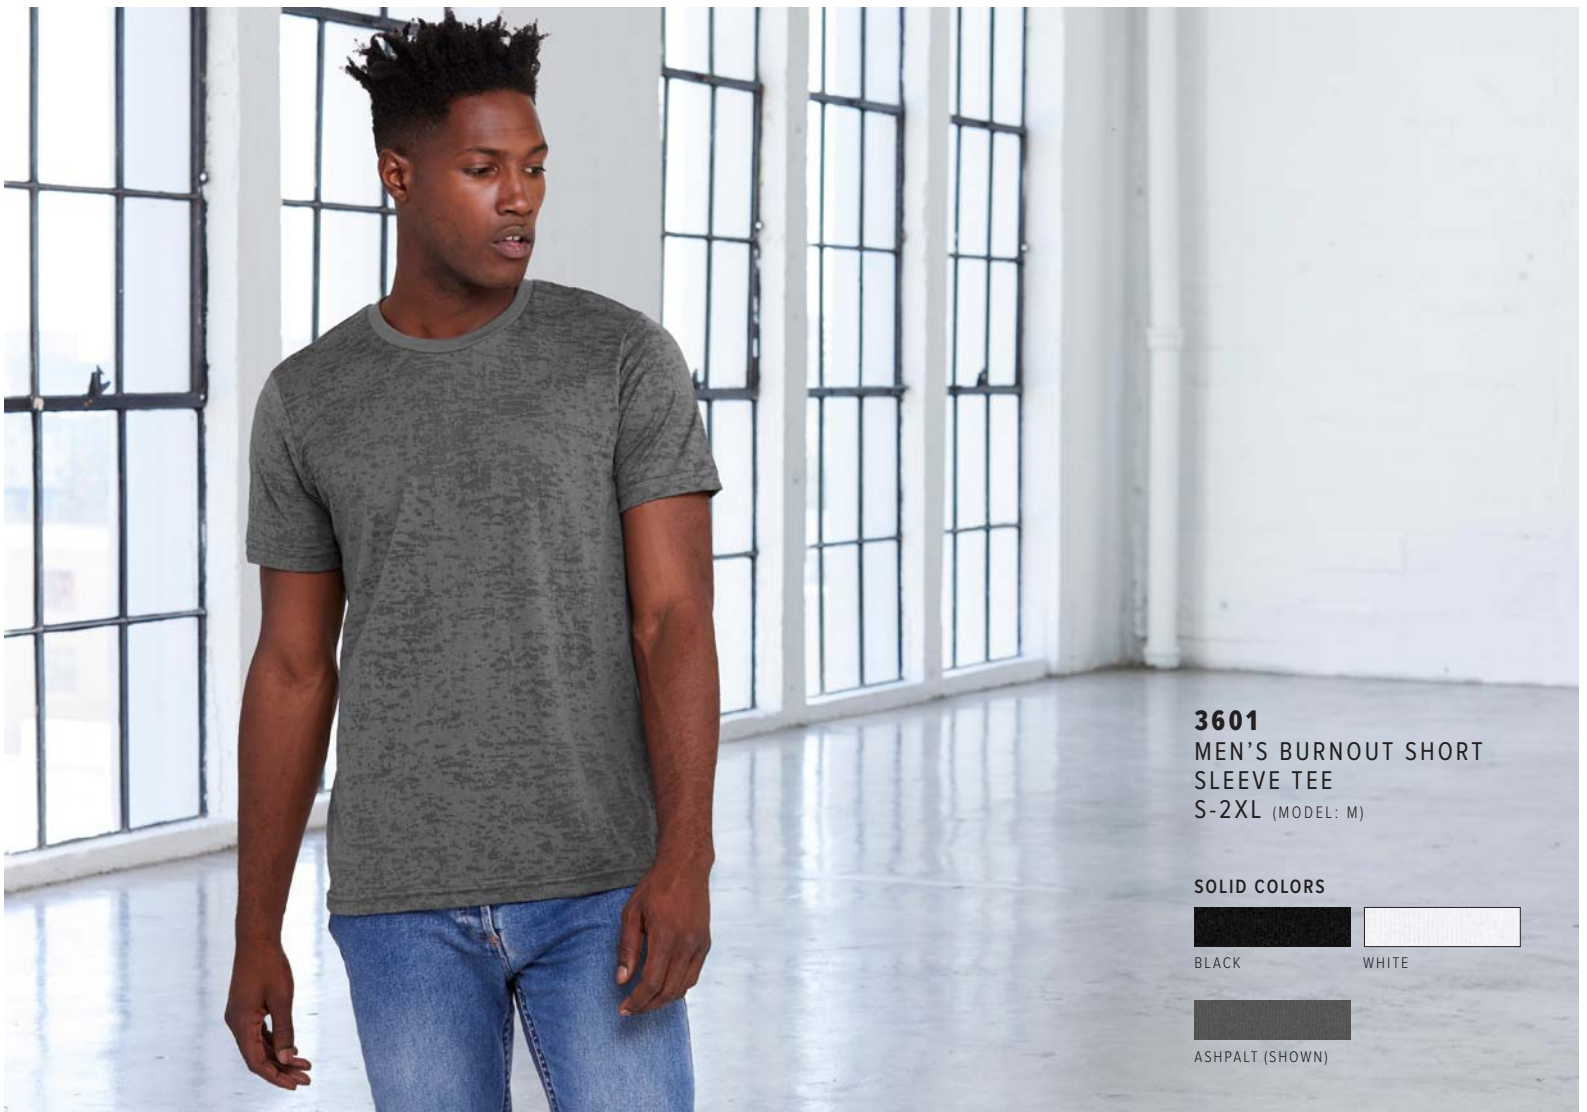 3601
MEN’S BURNOUT SHORT
SLEEVE TEE
S-2XL (MODEL: M)
SOLID COLORS
BLACK WHITE
ASHPALT (SHOWN)